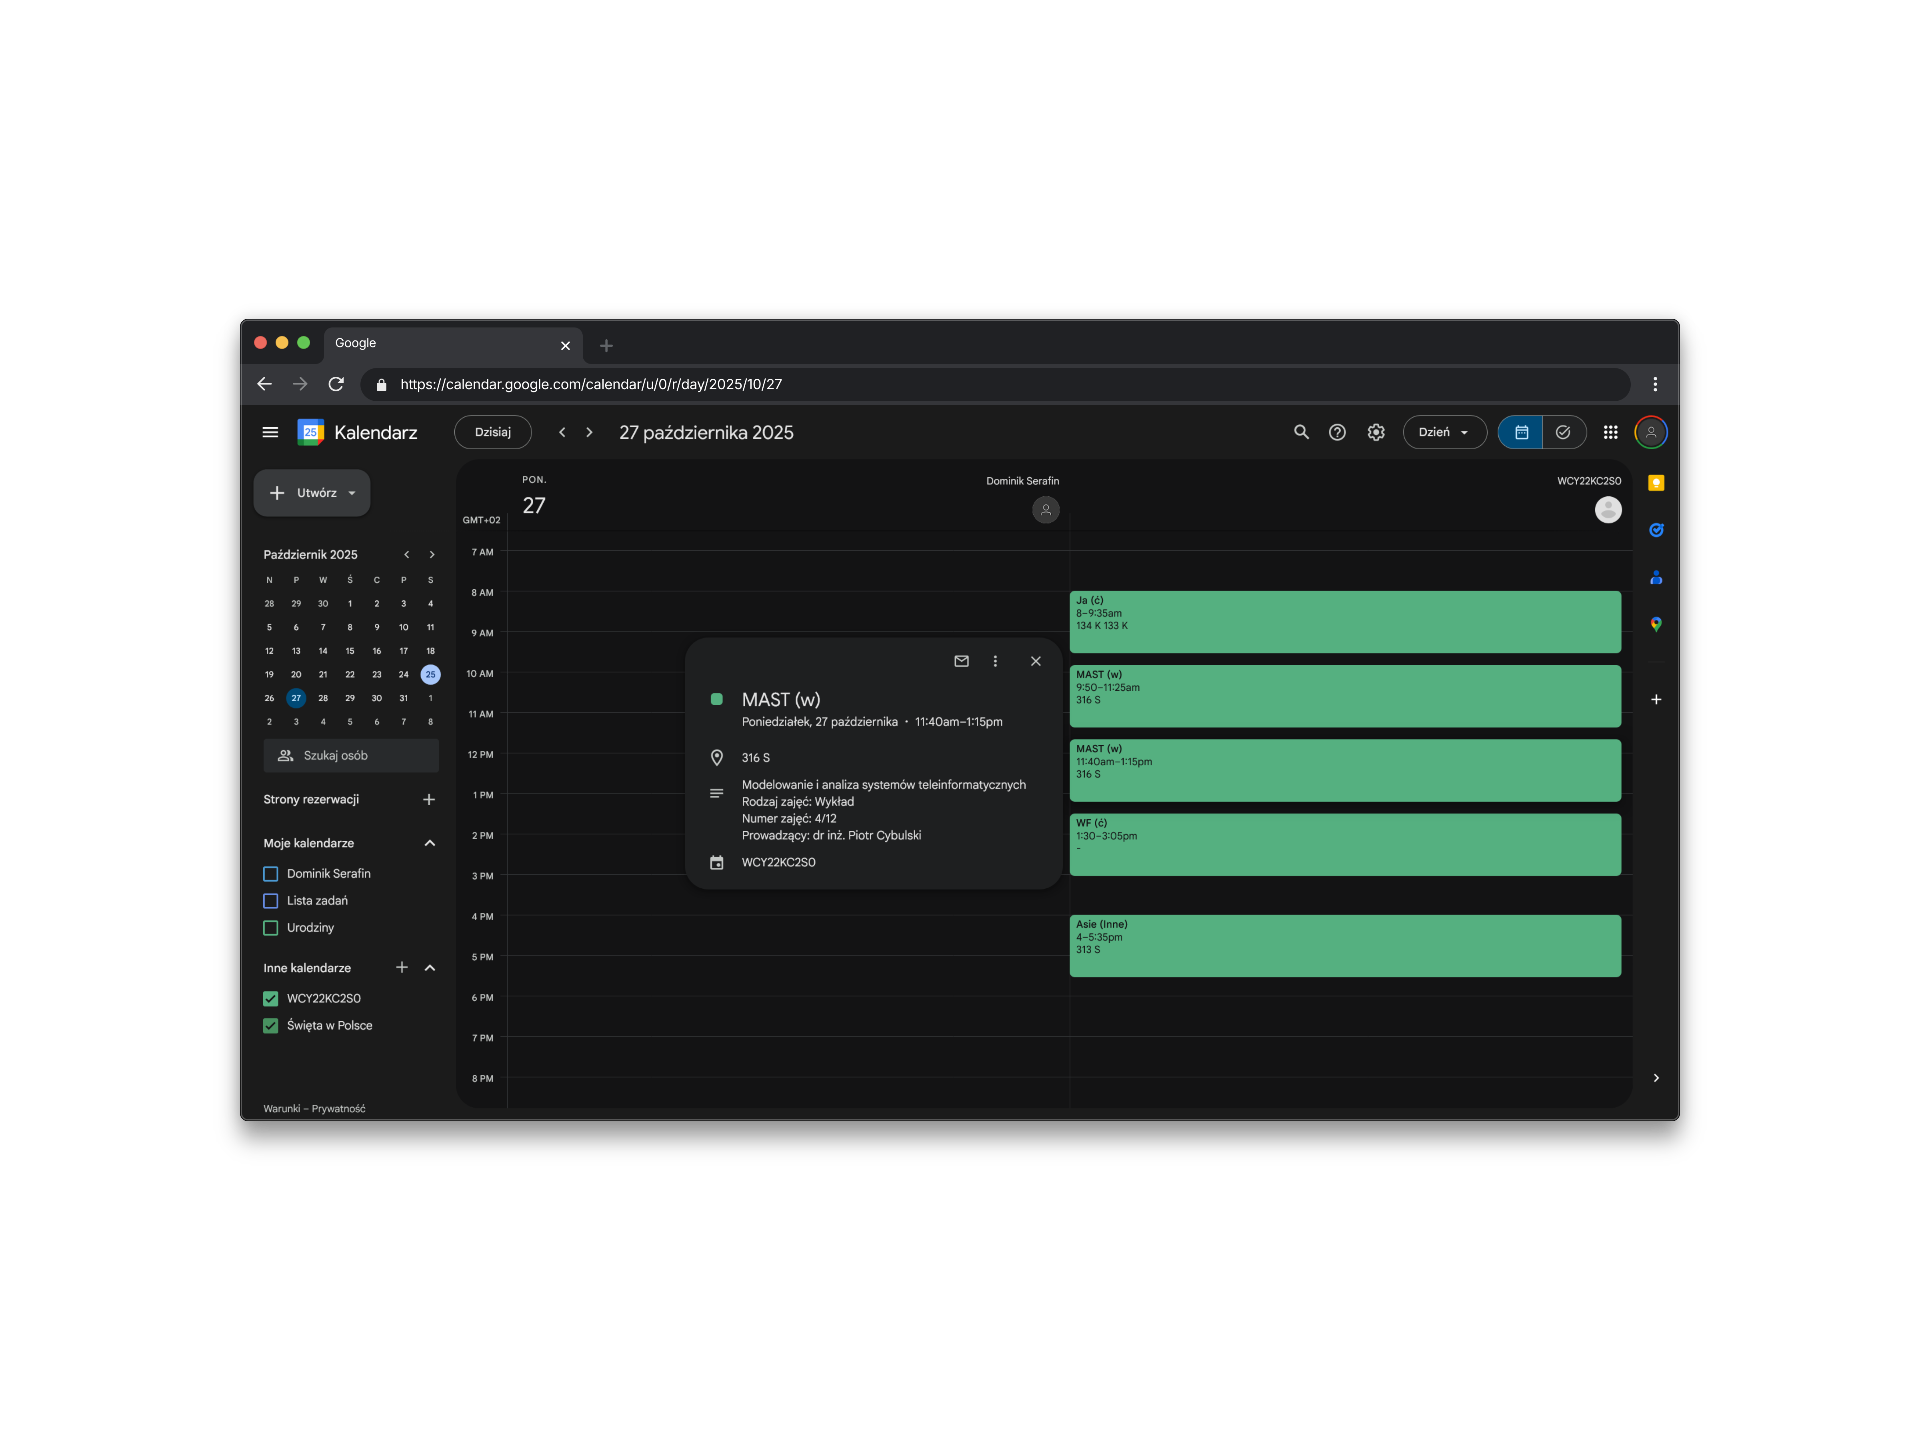 Google
https://calendar.google.com/calendar/u/0/r/day/2025/10/27
25 Kalendarz
Dzisiaj
27 października 2025
Dzień
Utwórz
Październik 2025
N P W Ś C P S
28 29 30 1 2 3 4
5 6 7 8 9 10 11
12 13 14 15 16 17 18
19 20 21 22 23 24 25
26 27 28 29 30 31 1
2 3 4 5 6 7 8
Szukaj osób
Strony rezerwacji
Moje kalendarze
Dominik Serafin
Lista zadań
Urodziny
Inne kalendarze
WCY22KC2S0
Święta w Polsce
Warunki – Prywatność
PON.
27
GMT+02
Dominik Serafin
WCY22KC2S0
7 AM
8 AM
9 AM
10 AM
11 AM
12 PM
1 PM
2 PM
3 PM
4 PM
5 PM
6 PM
7 PM
8 PM
MAST (w)
Poniedziałek, 27 października • 11:40am–1:15pm
316 S
Modelowanie i analiza systemów teleinformatycznych
Rodzaj zajęć: Wykład
Numer zajęć: 4/12
Prowadzący: dr inż. Piotr Cybulski
WCY22KC2S0
Ja (ć)
8–9:35am
134 K 133 K
MAST (w)
9:50–11:25am
316 S
MAST (w)
11:40am–1:15pm
316 S
WF (ć)
1:30–3:05pm
-
Asie (Inne)
4–5:35pm
313 S